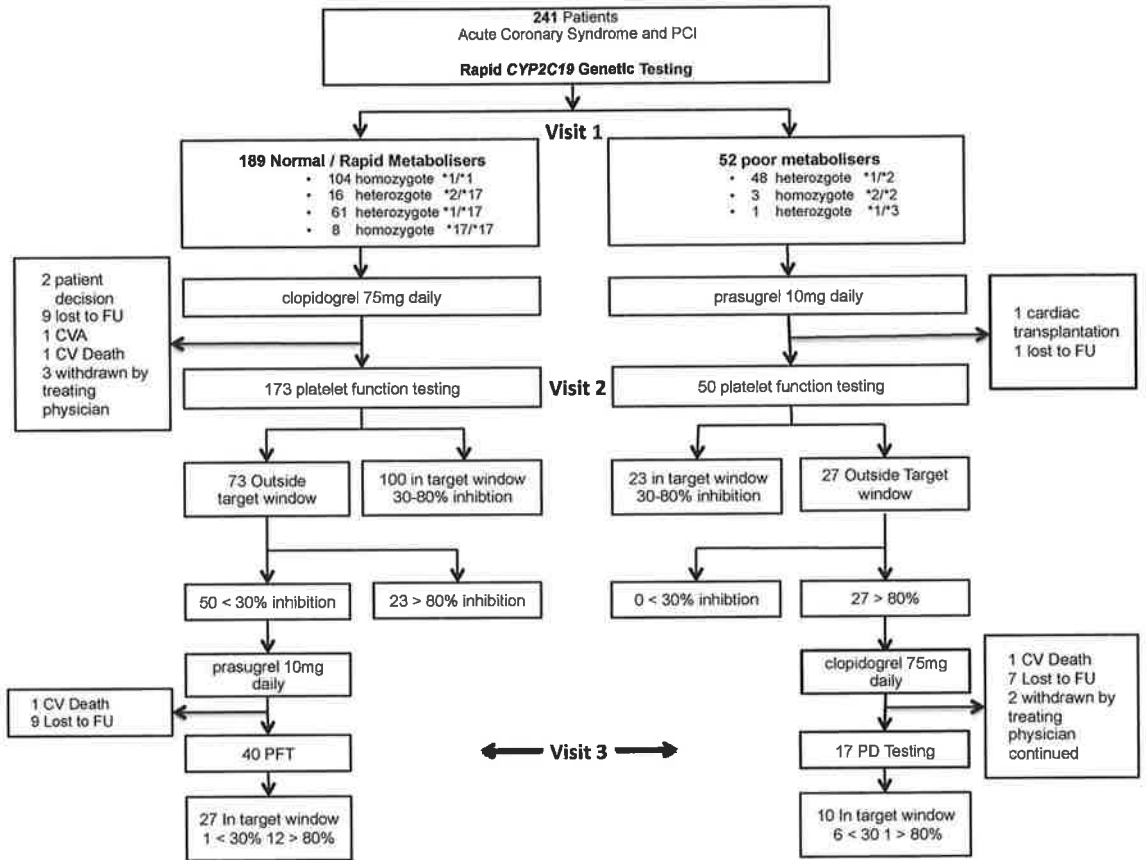 241 Patients
Acute Coronary Syndrome and PCI
Rapid CYP2C19 Genetic Testing
Visit 1
189 Normal / Rapid Metabolisers
• 104 homozygote *1/*1
• 16 heterozgote *2/*17
• 61 heterozygote *1/*17
• 8 homozygote *17/*17
52 poor metabolisers
• 48 heterozgote *1/*2
• 3 homozygote *2/*2
• 1 heterozgote *1/*3
2 patient
decision
9 lost to FU
1 CVA
1 CV Death
3 withdrawn by
treating
physician
clopidogrel 75mg daily
prasugrel 10mg daily
1 cardiac
transplantation
1 lost to FU
173 platelet function testing
Visit 2
50 platelet function testing
73 Outside
target window
100 in target window
30-80% inhibtion
23 in target window
30-80% inhibition
27 Outside Target
window
50 < 30% inhibition
23 > 80% inhibition
0 < 30% inhibtion
27 > 80%
prasugrel 10mg
daily
clopidogrel 75mg
daily
1 CV Death
9 Lost to FU
1 CV Death
7 Lost to FU
2 withdrawn by
treating
physician
continued
40 PFT
Visit 3
17 PD Testing
27 In target window
1 < 30% 12 > 80%
10 In target window
6 < 30 1 > 80%